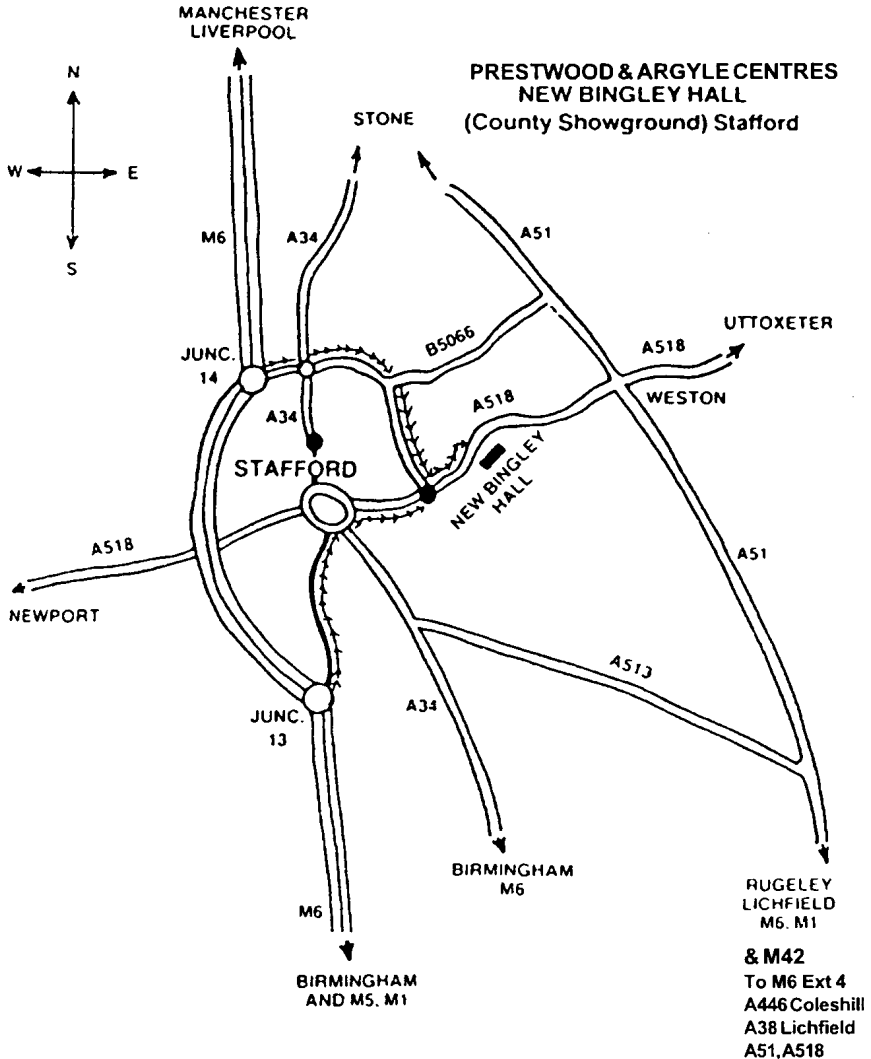 MANCHESTER
LIVERPOOL
PRESTWOOD & ARGYLE CENTRES
NEW BINGLEY HALL
(County Showground) Stafford
N
W
E
S
STONE
M6
A34
A51
UTTOXETER
B5066
A518
WESTON
JUNC.
14
A34
A518
STAFFORD
NEW BINGLEY
HALL
A518
NEWPORT
A51
A513
JUNC.
13
A34
BIRMINGHAM
M6
RUGELEY
LICHFIELD
M6. M1
& M42
To M6 Ext 4
A446 Coleshill
A38 Lichfield
A51,A518
M6
BIRMINGHAM
AND M5. M1